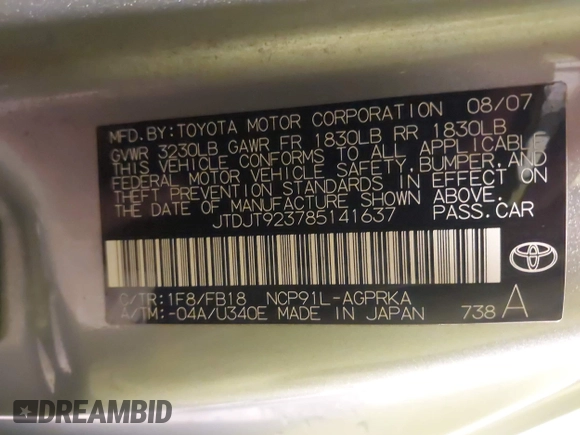 MFD.BY:TOYOTA MOTOR CORPORATION 08/07
GVWR 3230LB GAWR FR 1830LB RR 1830LB
THIS VEHICLE CONFORMS TO ALL APPLICABLE
FEDERAL MOTOR VEHICLE SAFETY, BUMPER, AND
THEFT PREVENTION STANDARDS IN EFFECT ON
THE DATE OF MANUFACTURE SHOWN ABOVE.
JTDJT923785141637 PASS.CAR
C/TR:1F8/FB18 NCP91L-AGPRKA
A/TM:-04A/U340E MADE IN JAPAN 738 A
DREAMBID